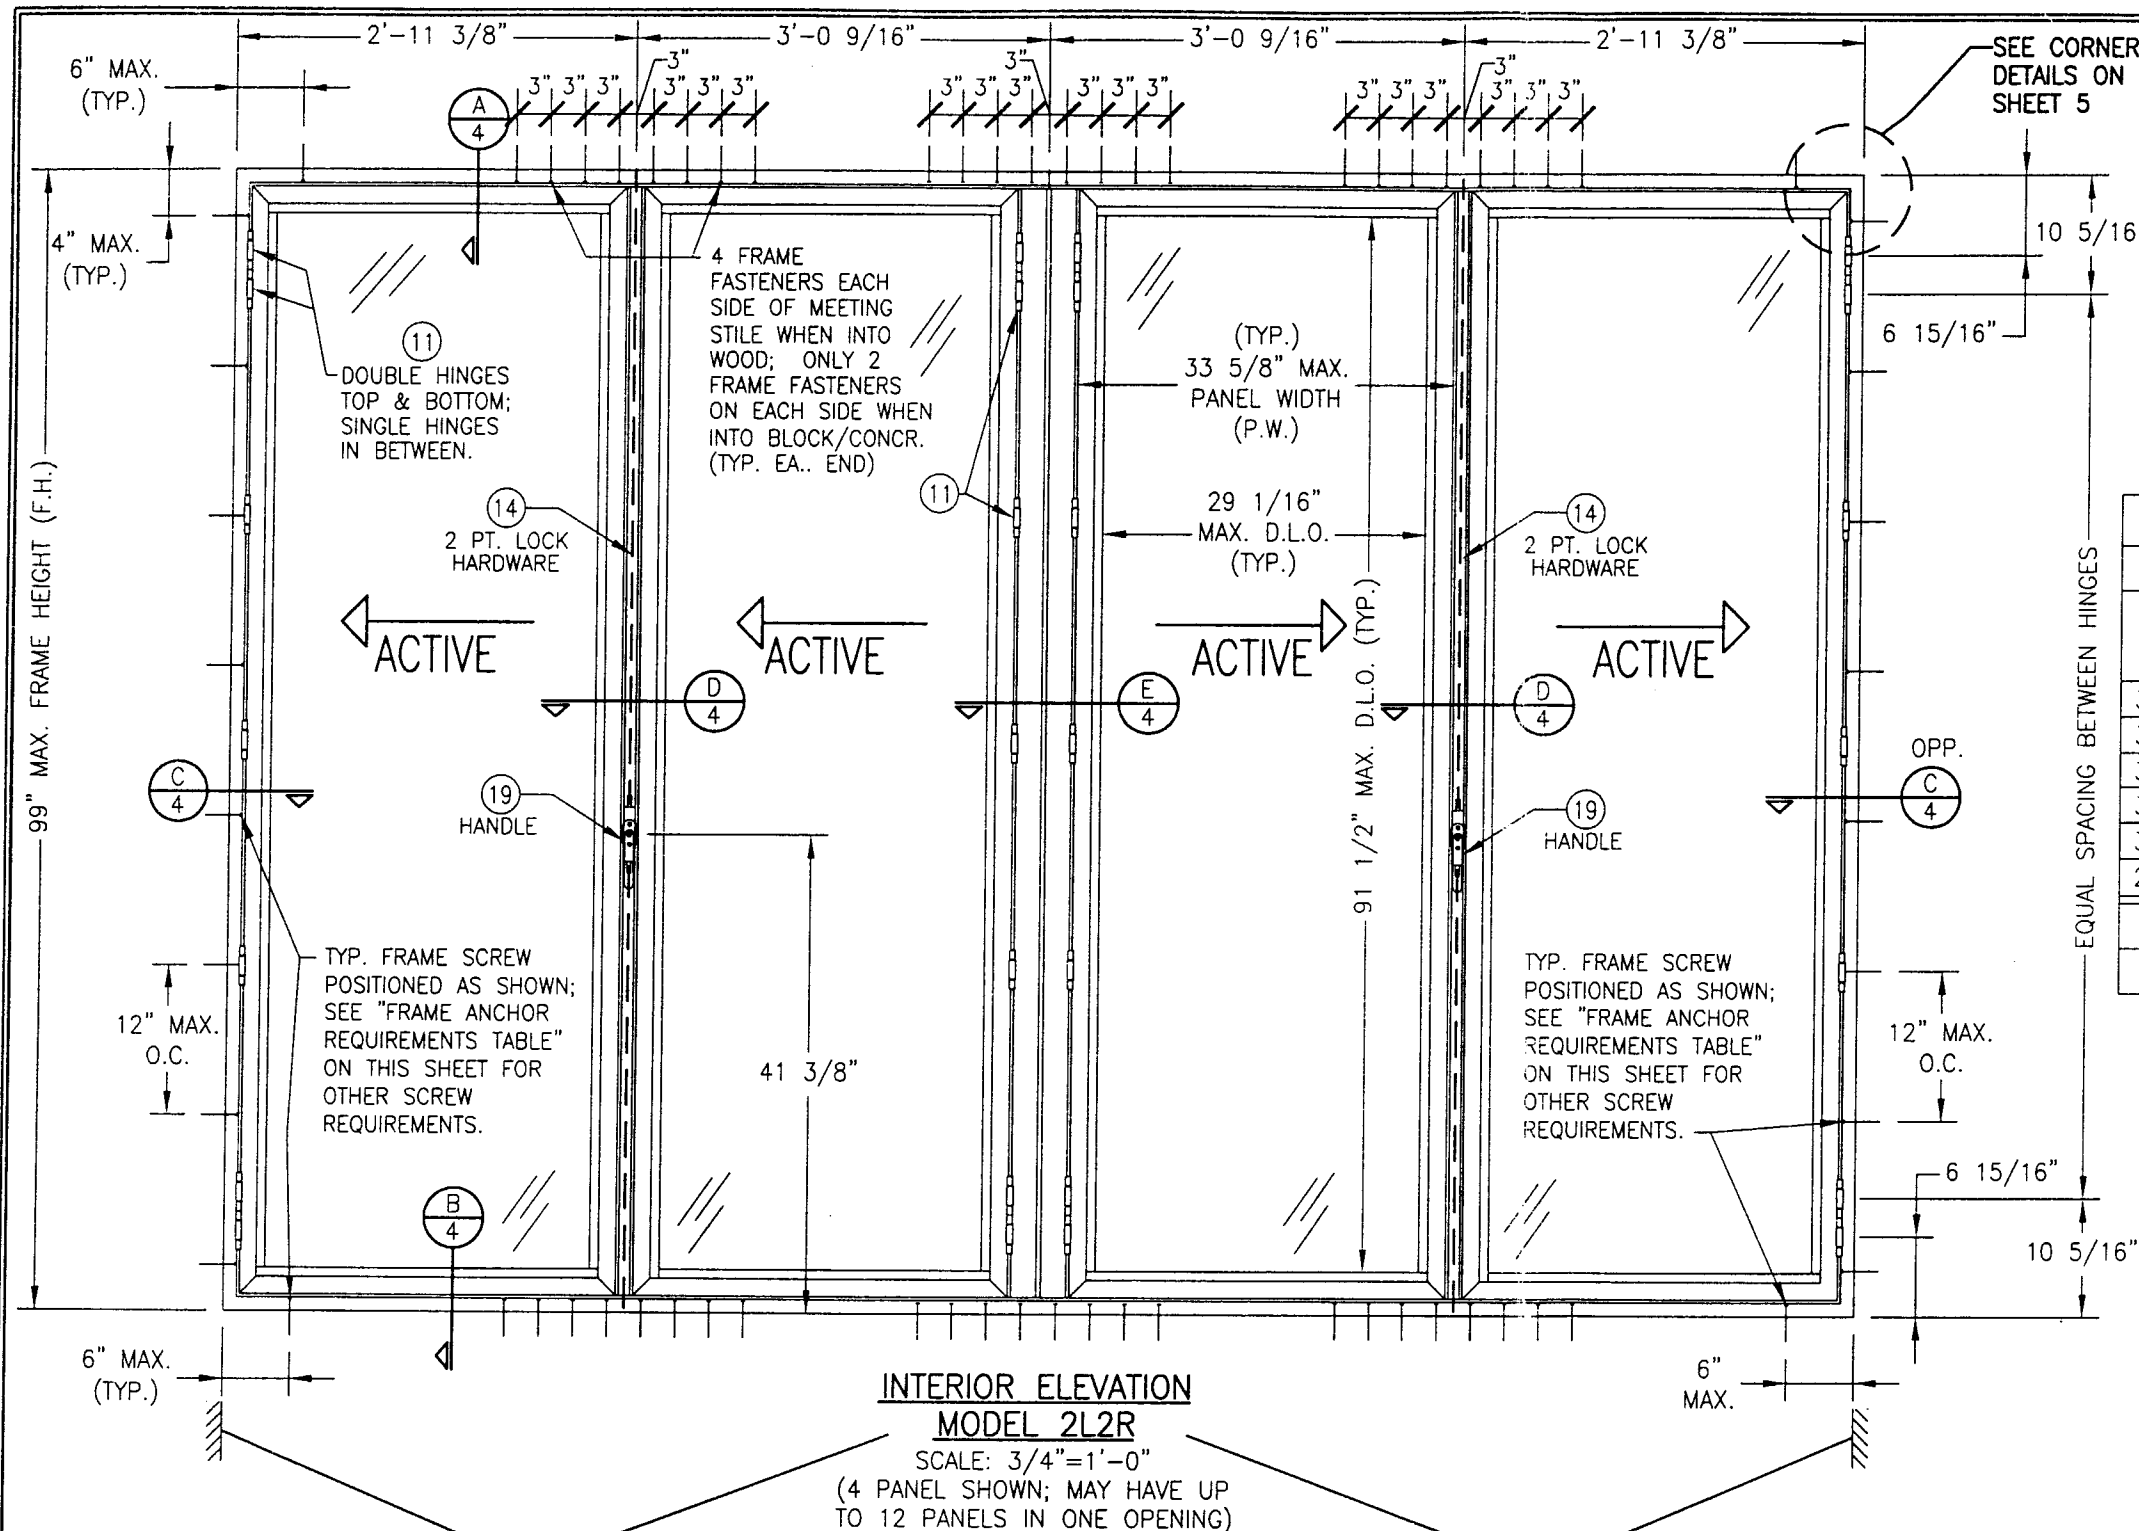 2'-11 3/8"
3'-0 9/16"
3'-0 9/16"
2'-11 3/8"
SEE CORNER
DETAILS ON
SHEET 5
6" MAX.
(TYP.)
3"
3"
3"
3" 3" 3" 3" 3" 3"
3" 3" 3" 3" 3" 3"
3" 3" 3" 3" 3" 3"
A
4
4" MAX.
(TYP.)
10 5/16
6 15/16"
4 FRAME
FASTENERS EACH
SIDE OF MEETING
STILE WHEN INTO
WOOD; ONLY 2
FRAME FASTENERS
ON EACH SIDE WHEN
INTO BLOCK/CONCR.
(TYP. EA.. END)
11
DOUBLE HINGES
TOP & BOTTOM;
SINGLE HINGES
IN BETWEEN.
(TYP.)
33 5/8" MAX.
PANEL WIDTH
(P.W.)
11
29 1/16"
MAX. D.L.O.
(TYP.)
14
2 PT. LOCK
HARDWARE
14
2 PT. LOCK
HARDWARE
99" MAX. FRAME HEIGHT (F.H.)
91 1/2" MAX. D.L.O. (TYP.)
EQUAL SPACING BETWEEN HINGES
ACTIVE
ACTIVE
ACTIVE
ACTIVE
D
4
E
4
D
4
C
4
OPP.
C
4
19
HANDLE
19
HANDLE
TYP. FRAME SCREW
POSITIONED AS SHOWN;
SEE "FRAME ANCHOR
REQUIREMENTS TABLE"
ON THIS SHEET FOR
OTHER SCREW
REQUIREMENTS.
12" MAX.
O.C.
41 3/8"
TYP. FRAME SCREW
POSITIONED AS SHOWN;
SEE "FRAME ANCHOR
REQUIREMENTS TABLE"
ON THIS SHEET FOR
OTHER SCREW
REQUIREMENTS.
12" MAX.
O.C.
6 15/16"
10 5/16"
B
4
6" MAX.
(TYP.)
6"
MAX.
INTERIOR ELEVATION
MODEL 2L2R
SCALE: 3/4"=1'-0"
(4 PANEL SHOWN; MAY HAVE UP
TO 12 PANELS IN ONE OPENING)